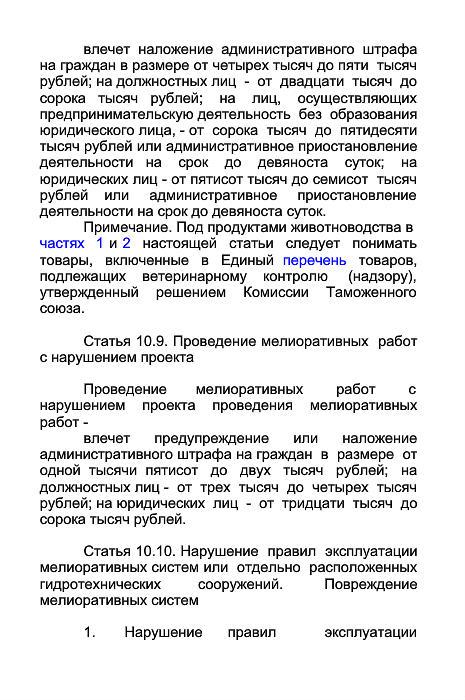 влечет наложение административного штрафа
на граждан в размере от четырех тысяч до пяти тысяч
рублей; на должностных лиц - от двадцати тысяч до
сорока тысяч рублей; на лиц, осуществляющих
предпринимательскую деятельность без образования
юридического лица, - от сорока тысяч до пятидесяти
тысяч рублей или административное приостановление
деятельности на срок до девяноста суток; на
юридических лиц - от пятисот тысяч до семисот тысяч
рублей или административное приостановление
деятельности на срок до девяноста суток.
Примечание. Под продуктами животноводства в
частях 1 и 2 настоящей статьи следует понимать
товары, включенные в Единый перечень товаров,
подлежащих ветеринарному контролю (надзору),
утвержденный решением Комиссии Таможенного
союза.
Статья 10.9. Проведение мелиоративных работ
с нарушением проекта
Проведение мелиоративных работ с
нарушением проекта проведения мелиоративных
работ -
влечет предупреждение или наложение
административного штрафа на граждан в размере от
одной тысячи пятисот до двух тысяч рублей; на
должностных лиц - от трех тысяч до четырех тысяч
рублей; на юридических лиц - от тридцати тысяч до
сорока тысяч рублей.
Статья 10.10. Нарушение правил эксплуатации
мелиоративных систем или отдельно расположенных
гидротехнических сооружений. Повреждение
мелиоративных систем
1. Нарушение правил эксплуатации